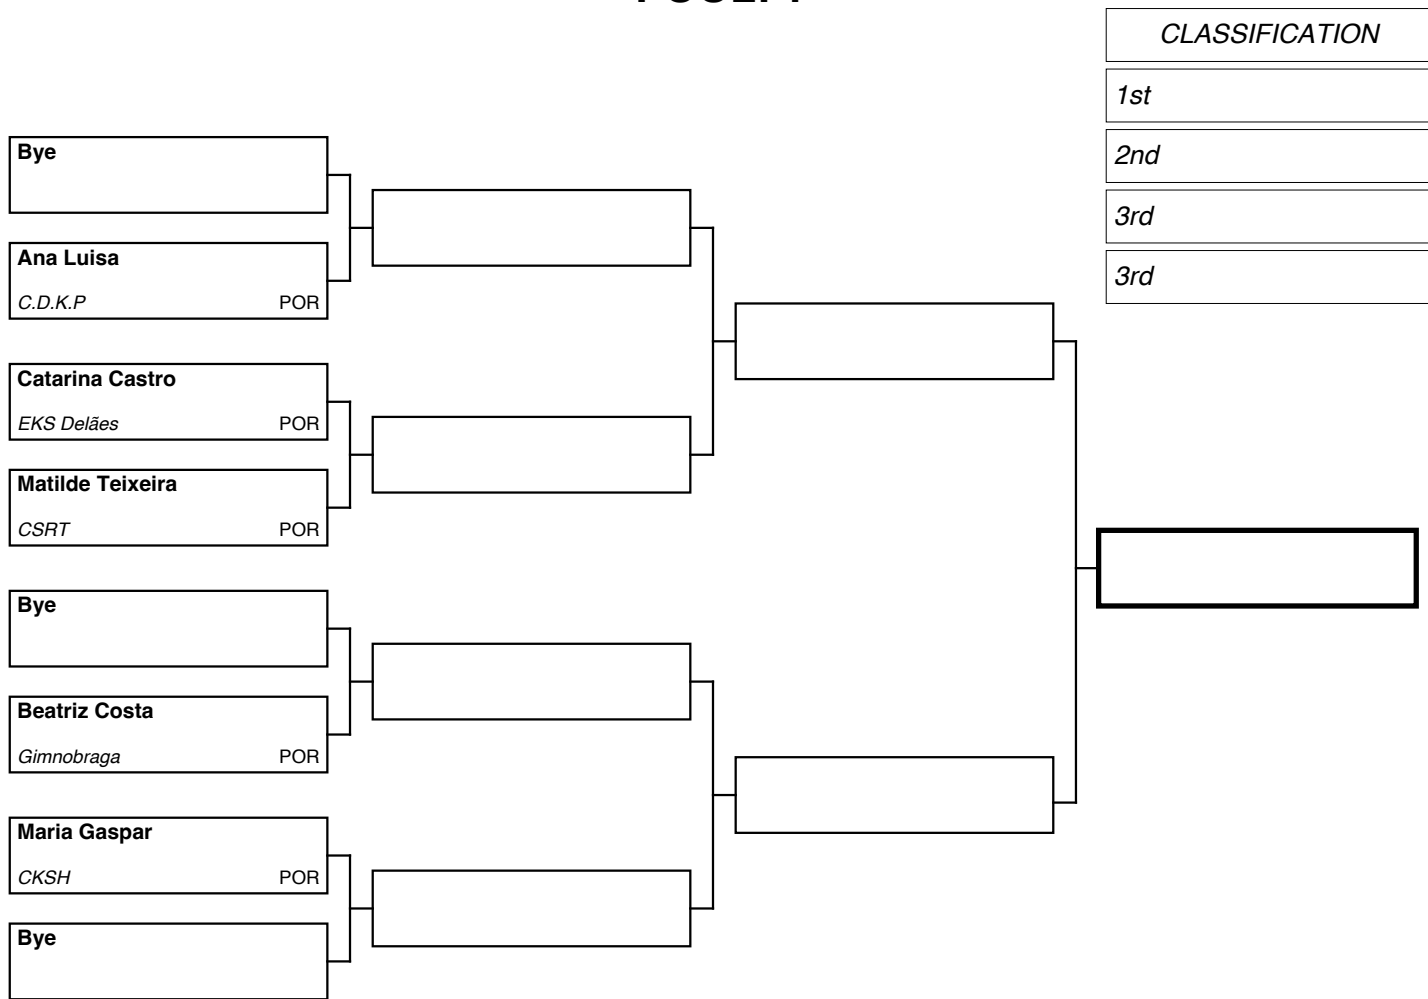 CLASSIFICATION
1st
2nd
3rd
3rd
Bye
Ana Luisa
C.D.K.P POR
Catarina Castro
EKS Delães POR
Matilde Teixeira
CSRT POR
Bye
Beatriz Costa
Gimnobraga POR
Maria Gaspar
CKSH POR
Bye